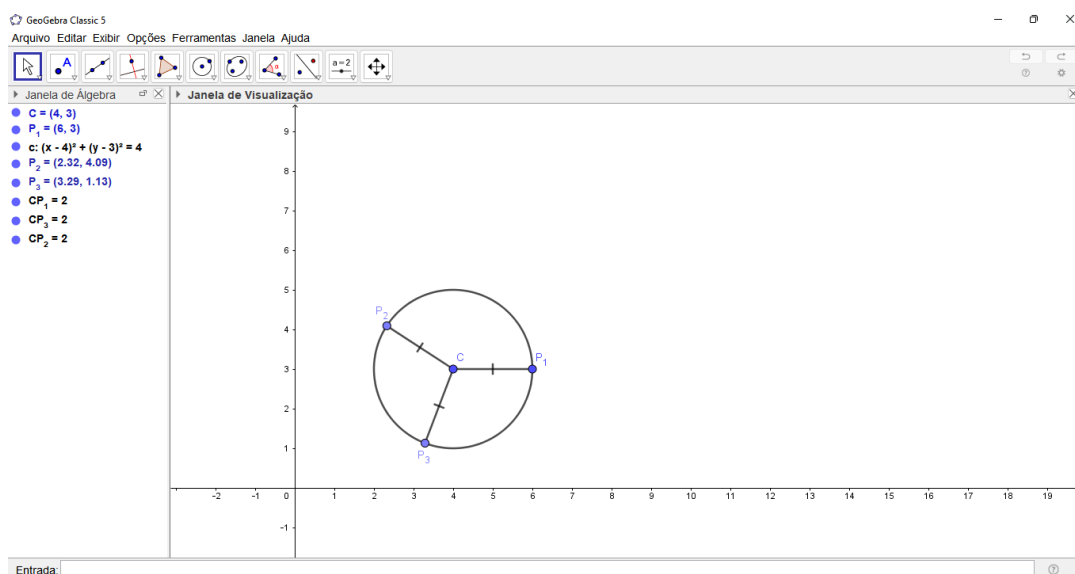 GeoGebra Classic 5
Arquivo Editar Exibir Opções Ferramentas Janela Ajuda
A
α
a=2
Janela de Álgebra
Janela de Visualização
C = (4, 3)
P₁ = (6, 3)
c: (x - 4)² + (y - 3)² = 4
P₂ = (2.32, 4.09)
P₃ = (3.29, 1.13)
CP₁ = 2
CP₃ = 2
CP₂ = 2
9
8
7
6
5
4
3
2
1
-1
P₂
C
P₁
P₃
-2 -1 0 1 2 3 4 5 6 7 8 9 10 11 12 13 14 15 16 17 18 19
Entrada: